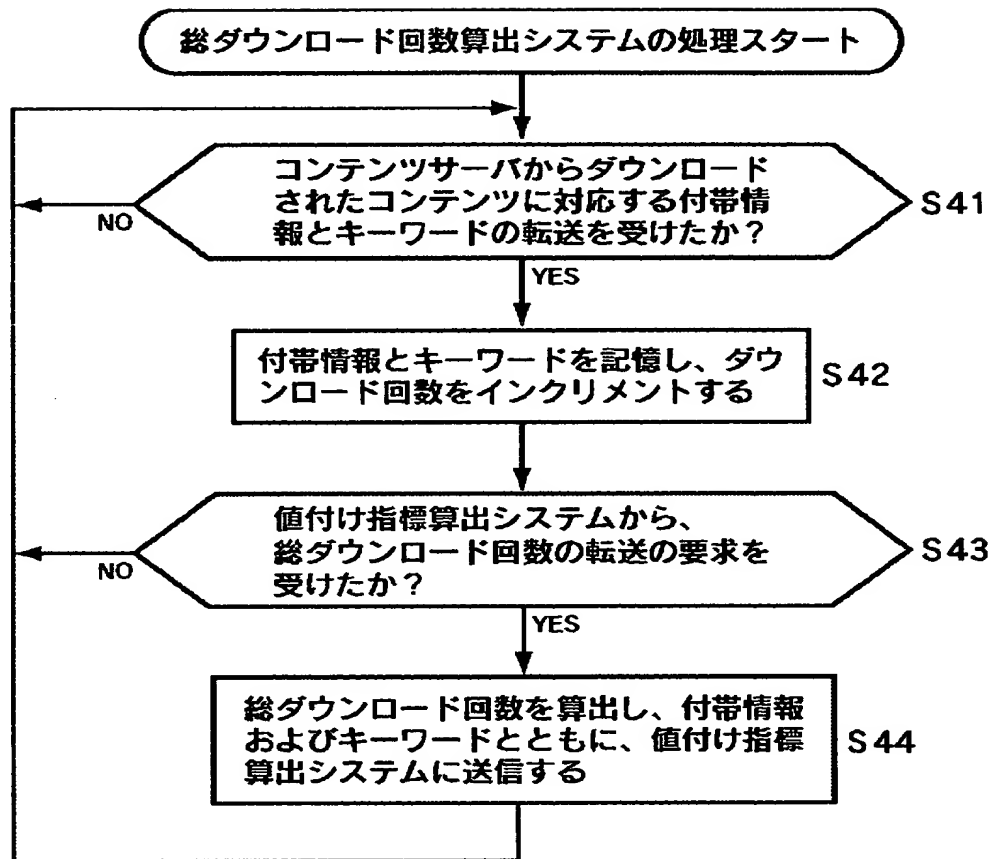 総ダウンロード回数算出システムの処理スタート
コンテンツサーバからダウンロード
されたコンテンツに対応する付帯情
報とキーワードの転送を受けたか？
S41
NO
YES
付帯情報とキーワードを記憶し、ダウ
ンロード回数をインクリメントする
S42
値付け指標算出システムから、
総ダウンロード回数の転送の要求を
受けたか？
S43
NO
YES
総ダウンロード回数を算出し、付帯情報
およびキーワードとともに、値付け指標
算出システムに送信する
S44